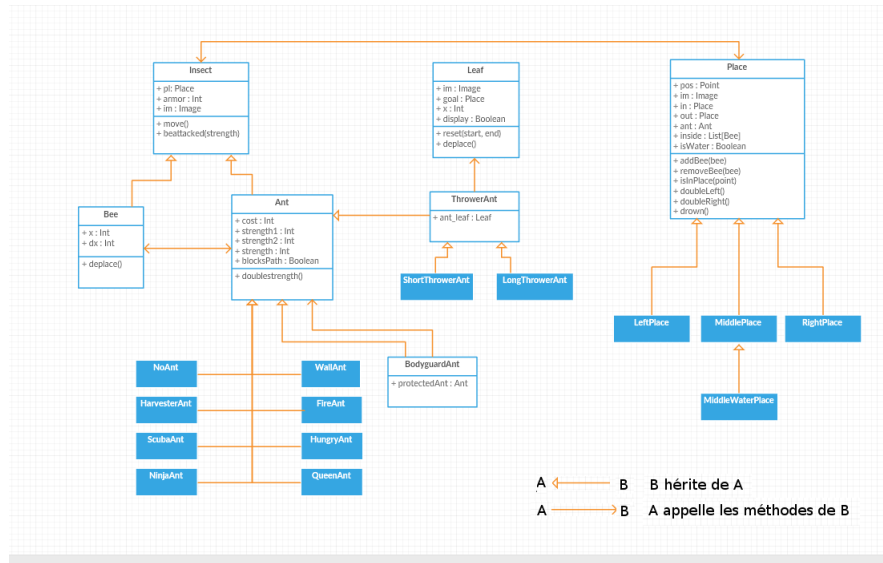 Insect
+ pl: Place
+ armor : Int
+ im : Image
+ move()
+ beattacked(strength)
Leaf
+ im : Image
+ goal : Place
+ x : Int
+ display : Boolean
+ reset(start, end)
+ deplace()
Place
+ pos : Point
+ im : Image
+ in : Place
+ out : Place
+ ant : Ant
+ inside : List[Bee]
+ isWater : Boolean
+ addBee(bee)
+ removeBee(bee)
+ isInPlace(point)
+ doubleLeft()
+ doubleRight()
+ drown()
Bee
+ x : Int
+ dx : Int
+ deplace()
Ant
+ cost : Int
+ strength1 : Int
+ strength2 : Int
+ strength : Int
+ blocksPath : Boolean
+ doublestrength()
ThrowerAnt
+ ant_leaf : Leaf
ShortThrowerAnt
LongThrowerAnt
LeftPlace
MiddlePlace
RightPlace
MiddleWaterPlace
BodyguardAnt
+ protectedAnt : Ant
NoAnt
WallAnt
HarvesterAnt
FireAnt
ScubaAnt
HungryAnt
NinjaAnt
QueenAnt
A B B hérite de A
A B A appelle les méthodes de B